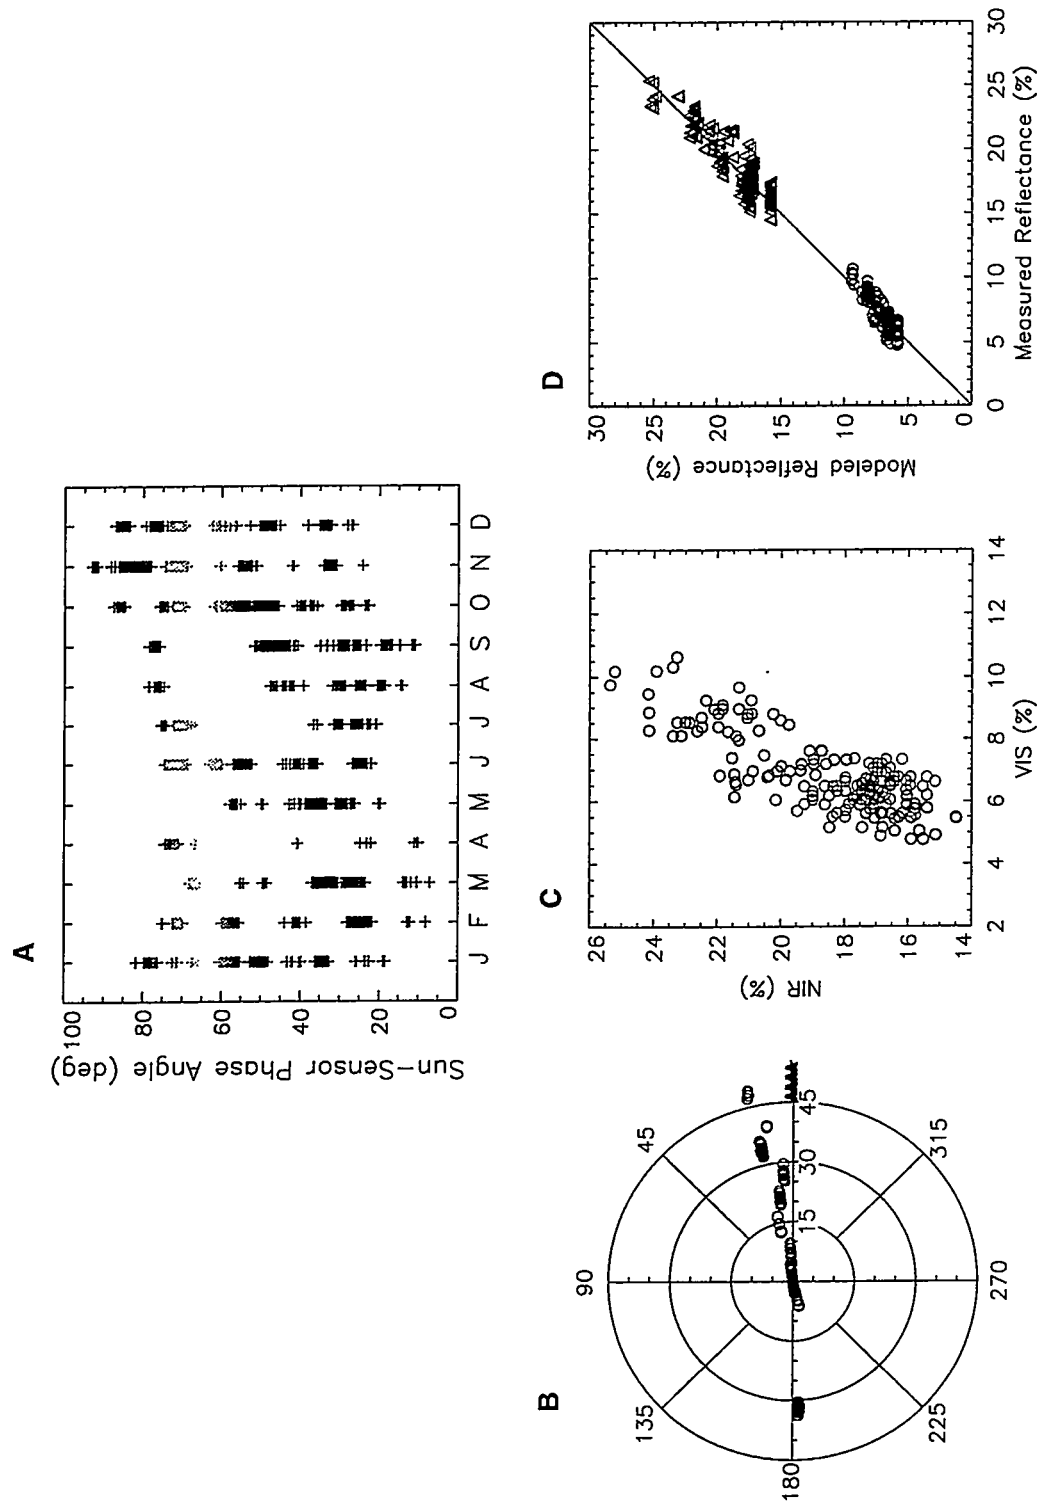 A
Sun-Sensor Phase Angle (deg)
100
80
60
40
20
0
J F M A M J J A S O N D
B
90
45
135
180
15
30
45
225
270
315
C
NIR (%)
26
24
22
20
18
16
14
2 4 6 8 10 12 14
VIS (%)
D
Modeled Reflectance (%)
30
25
20
15
10
5
0
0 5 10 15 20 25 30
Measured Reflectance (%)